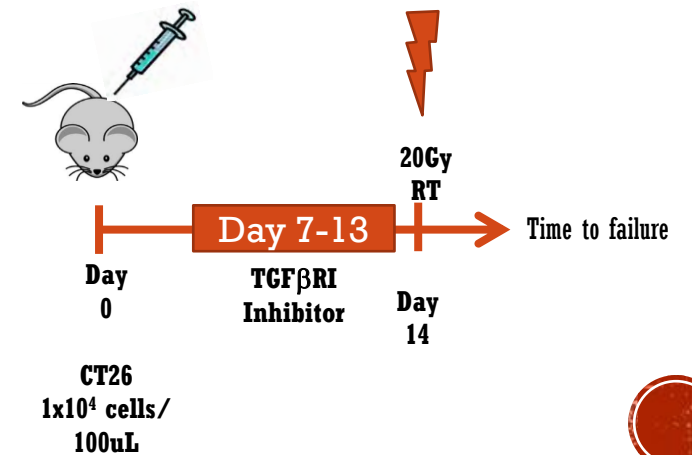 20Gy
RT
Day 7-13
Time to failure
Day
0
TGFβRI
Inhibitor
Day
14
CT26
1x10⁴ cells/
100uL